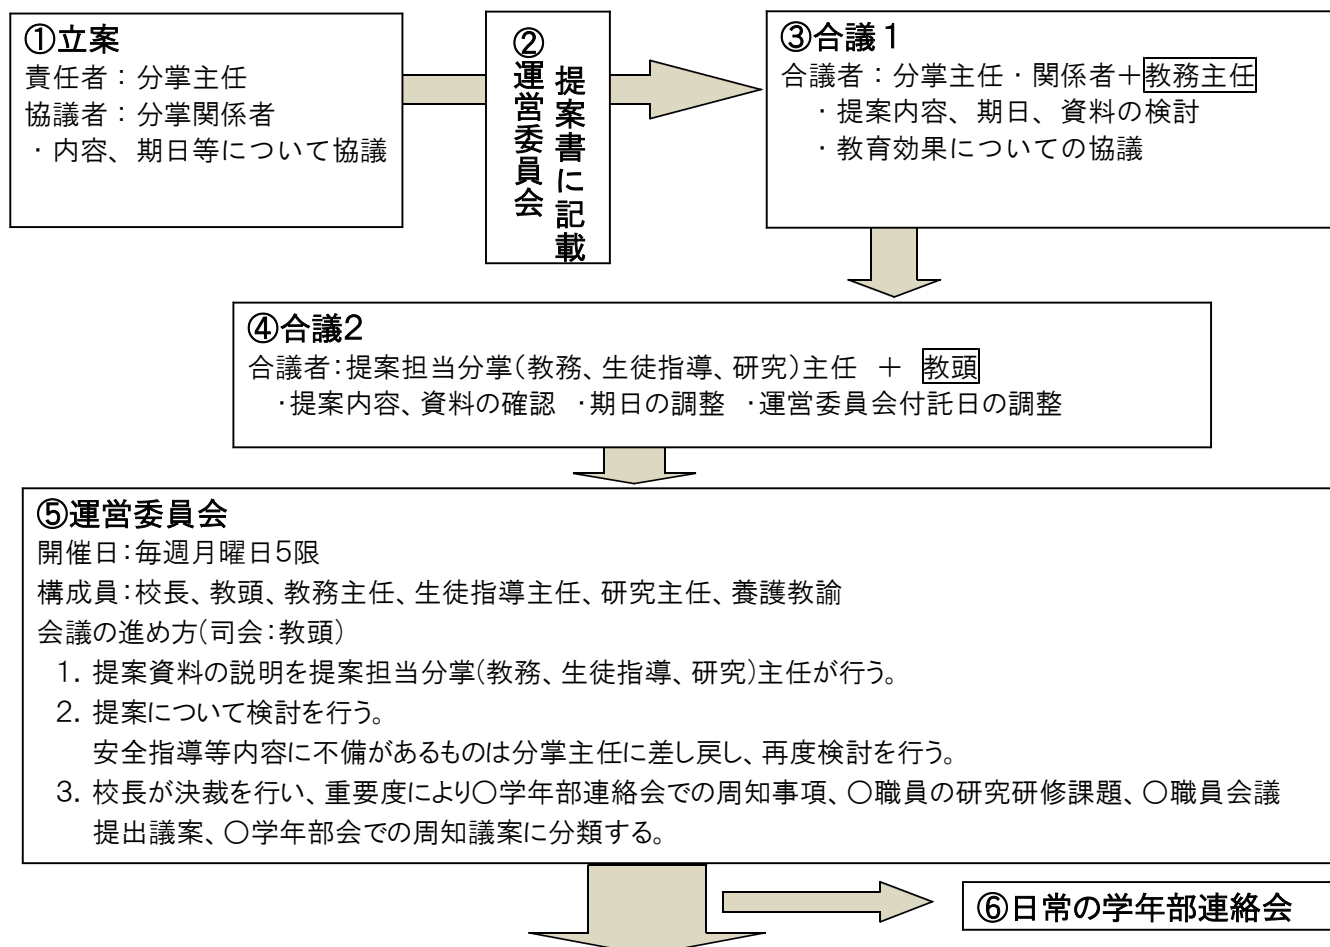 ①立案
責任者：分掌主任
協議者：分掌関係者
・内容、期日等について協議
②運営委員会
提案書に記載
③合議１
合議者：分掌主任・関係者＋教務主任
・提案内容、期日、資料の検討
・教育効果についての協議
④合議2
合議者：提案担当分掌（教務、生徒指導、研究）主任 ＋ 教頭
・提案内容、資料の確認 ・期日の調整 ・運営委員会付託日の調整
⑤運営委員会
開催日：毎週月曜日5限
構成員：校長、教頭、教務主任、生徒指導主任、研究主任、養護教諭
会議の進め方（司会：教頭）
1．提案資料の説明を提案担当分掌（教務、生徒指導、研究）主任が行う。
2．提案について検討を行う。
安全指導等内容に不備があるものは分掌主任に差し戻し、再度検討を行う。
3．校長が決裁を行い、重要度により○学年部連絡会での周知事項、○職員の研究研修課題、○職員会議
提出議案、○学年部会での周知議案に分類する。
⑥日常の学年部連絡会